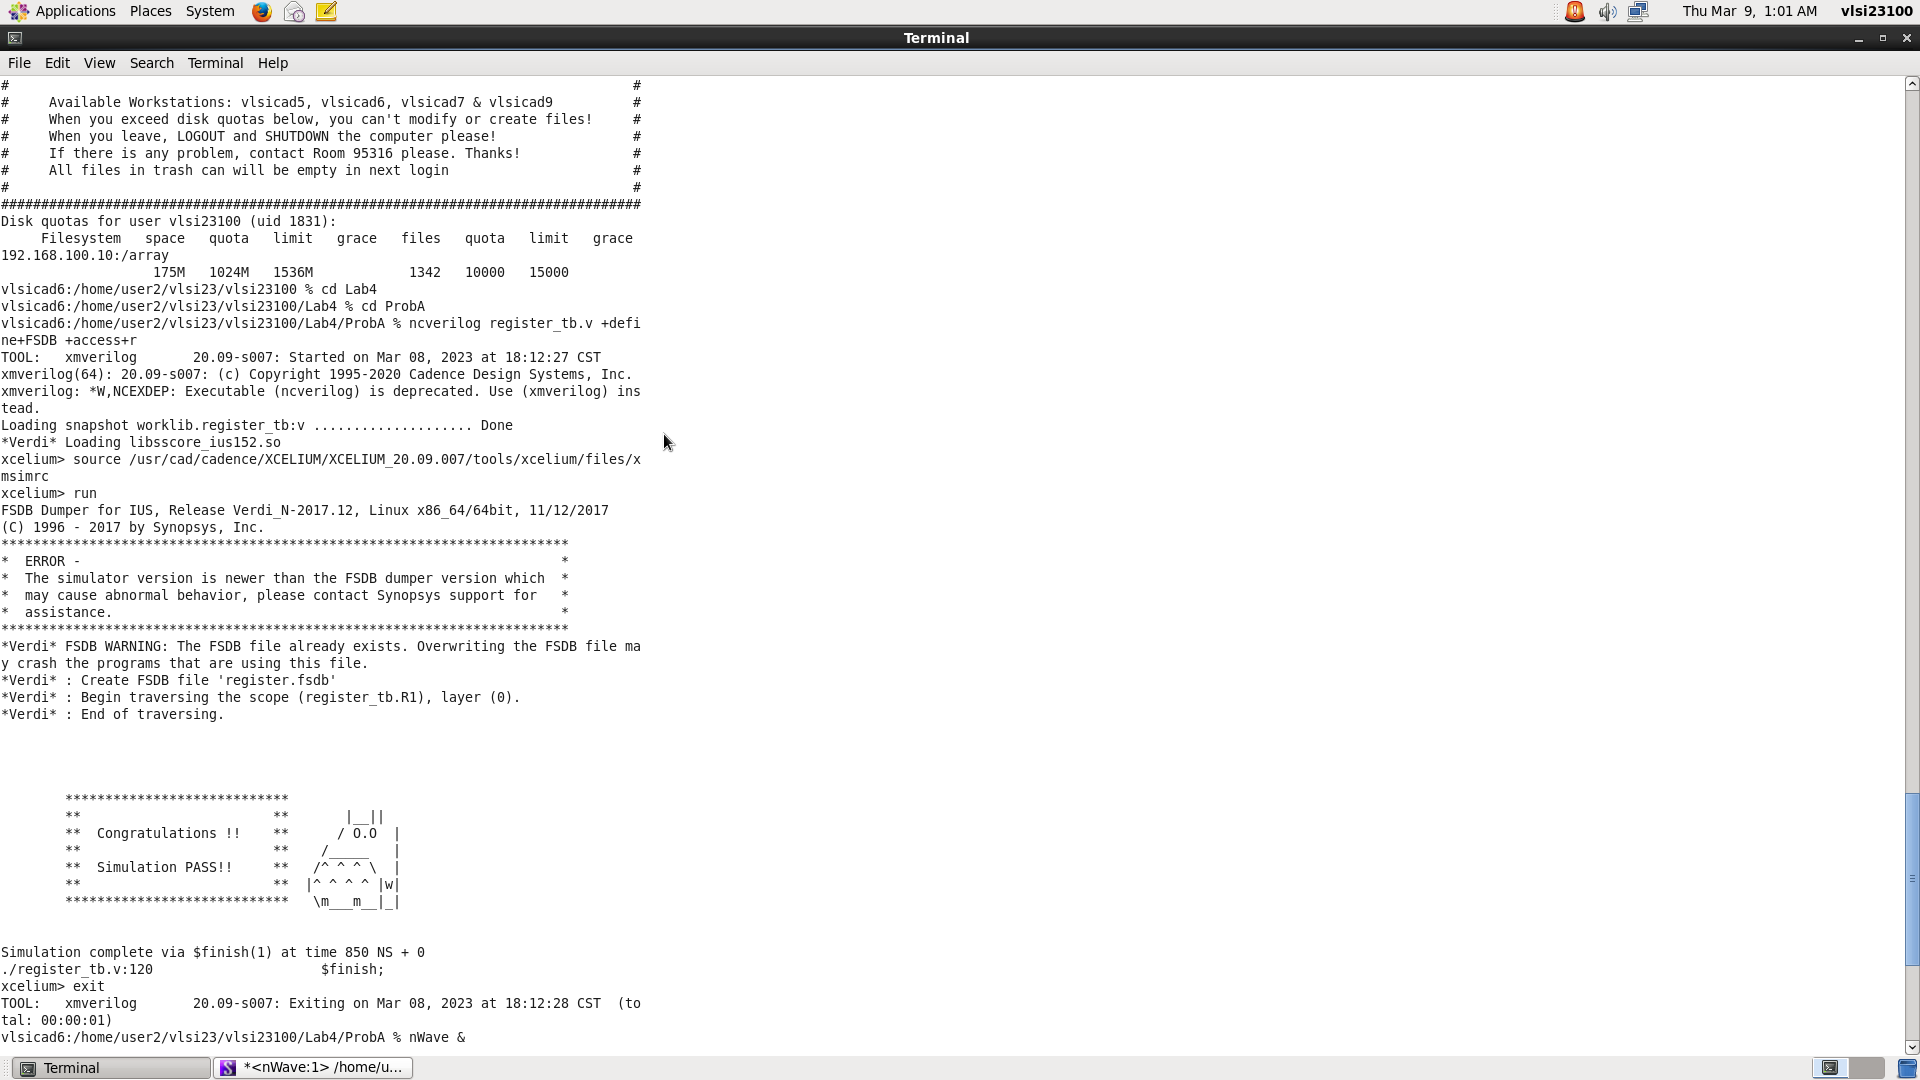 Applications Places System Thu Mar 9, 1:01 AM vlsi23100
Terminal
File Edit View Search Terminal Help
#                                                                              #
#     Available Workstations: vlsicad5, vlsicad6, vlsicad7 & vlsicad9          #
#     When you exceed disk quotas below, you can't modify or create files!     #
#     When you leave, LOGOUT and SHUTDOWN the computer please!                 #
#     If there is any problem, contact Room 95316 please. Thanks!              #
#     All files in trash can will be empty in next login                       #
#                                                                              #
################################################################################
Disk quotas for user vlsi23100 (uid 1831):
     Filesystem   space   quota   limit   grace   files   quota   limit   grace
192.168.100.10:/array
                   175M   1024M   1536M            1342   10000   15000
vlsicad6:/home/user2/vlsi23/vlsi23100 % cd Lab4
vlsicad6:/home/user2/vlsi23/vlsi23100/Lab4 % cd ProbA
vlsicad6:/home/user2/vlsi23/vlsi23100/Lab4/ProbA % ncverilog register_tb.v +defi
ne+FSDB +access+r
TOOL:   xmverilog       20.09-s007: Started on Mar 08, 2023 at 18:12:27 CST
xmverilog(64): 20.09-s007: (c) Copyright 1995-2020 Cadence Design Systems, Inc.
xmverilog: *W,NCEXDEP: Executable (ncverilog) is deprecated. Use (xmverilog) ins
tead.
Loading snapshot worklib.register_tb:v .................... Done
*Verdi* Loading libsscore_ius152.so
xcelium> source /usr/cad/cadence/XCELIUM/XCELIUM_20.09.007/tools/xcelium/files/x
msimrc
xcelium> run
FSDB Dumper for IUS, Release Verdi_N-2017.12, Linux x86_64/64bit, 11/12/2017
(C) 1996 - 2017 by Synopsys, Inc.
***********************************************************************
*  ERROR -                                                            *
*  The simulator version is newer than the FSDB dumper version which  *
*  may cause abnormal behavior, please contact Synopsys support for   *
*  assistance.                                                        *
***********************************************************************
*Verdi* FSDB WARNING: The FSDB file already exists. Overwriting the FSDB file ma
y crash the programs that are using this file.
*Verdi* : Create FSDB file 'register.fsdb'
*Verdi* : Begin traversing the scope (register_tb.R1), layer (0).
*Verdi* : End of traversing.
        ****************************
        **                        **       |__||
        **  Congratulations !!    **      / O.O  |
        **                        **    /_____   |
        **  Simulation PASS!!     **   /^ ^ ^ \  |
        **                        **  |^ ^ ^ ^ |w|
        ****************************   \m___m__|_|
Simulation complete via $finish(1) at time 850 NS + 0
./register_tb.v:120                     $finish;
xcelium> exit
TOOL:   xmverilog       20.09-s007: Exiting on Mar 08, 2023 at 18:12:28 CST  (to
tal: 00:00:01)
vlsicad6:/home/user2/vlsi23/vlsi23100/Lab4/ProbA % nWave &
Terminal *<nWave:1> /home/u...